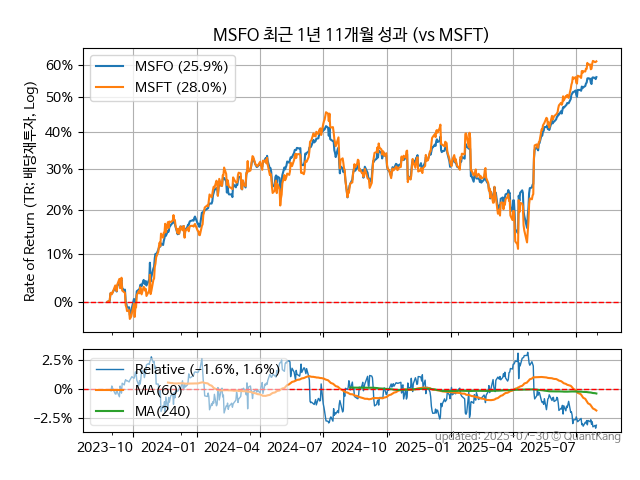 MSFO 최근 1년 11개월 성과 (vs MSFT)
Rate of Return (TR: 배당재투자, Log)
60%
50%
40%
30%
20%
10%
0%
MSFO (25.9%)
MSFT (28.0%)
2.5%
0%
−2.5%
Relative (−1.6%, 1.6%)
MA(60)
MA(240)
2023-10 2024-01 2024-04 2024-07 2024-10 2025-01 2025-04 2025-07
updated: 2025-07-30 © QuantKang